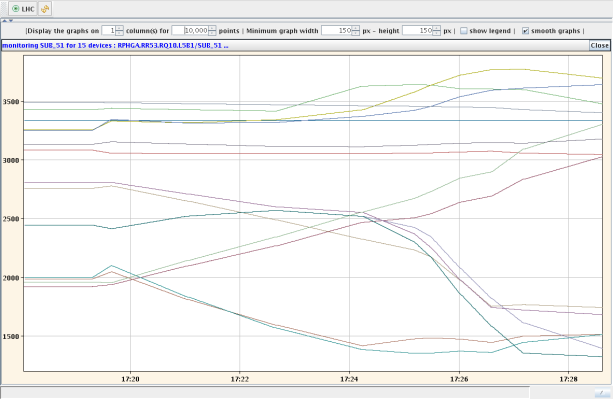 LHC
|Display the graphs on 1 column(s) for 10,000 points | Minimum graph width 150 px - height 150 px | show legend | smooth graphs |
monitoring SUB_51 for 15 devices : RPHGA.RR53.RQ10.L5B1/SUB_51 ... Close
3500
3000
2500
2000
1500
17:20 17:22 17:24 17:26 17:28